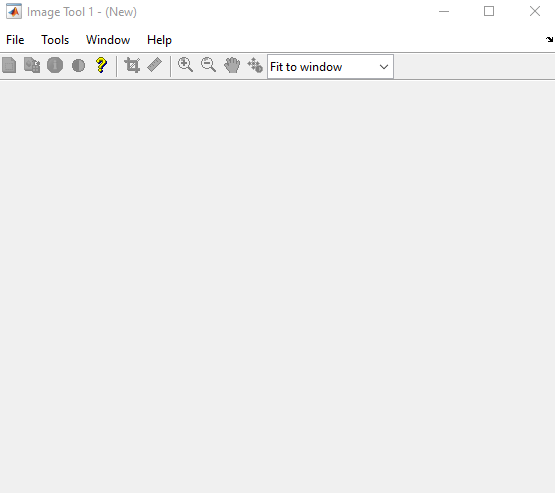 Image Tool 1 - (New)
File Tools Window Help
Fit to window